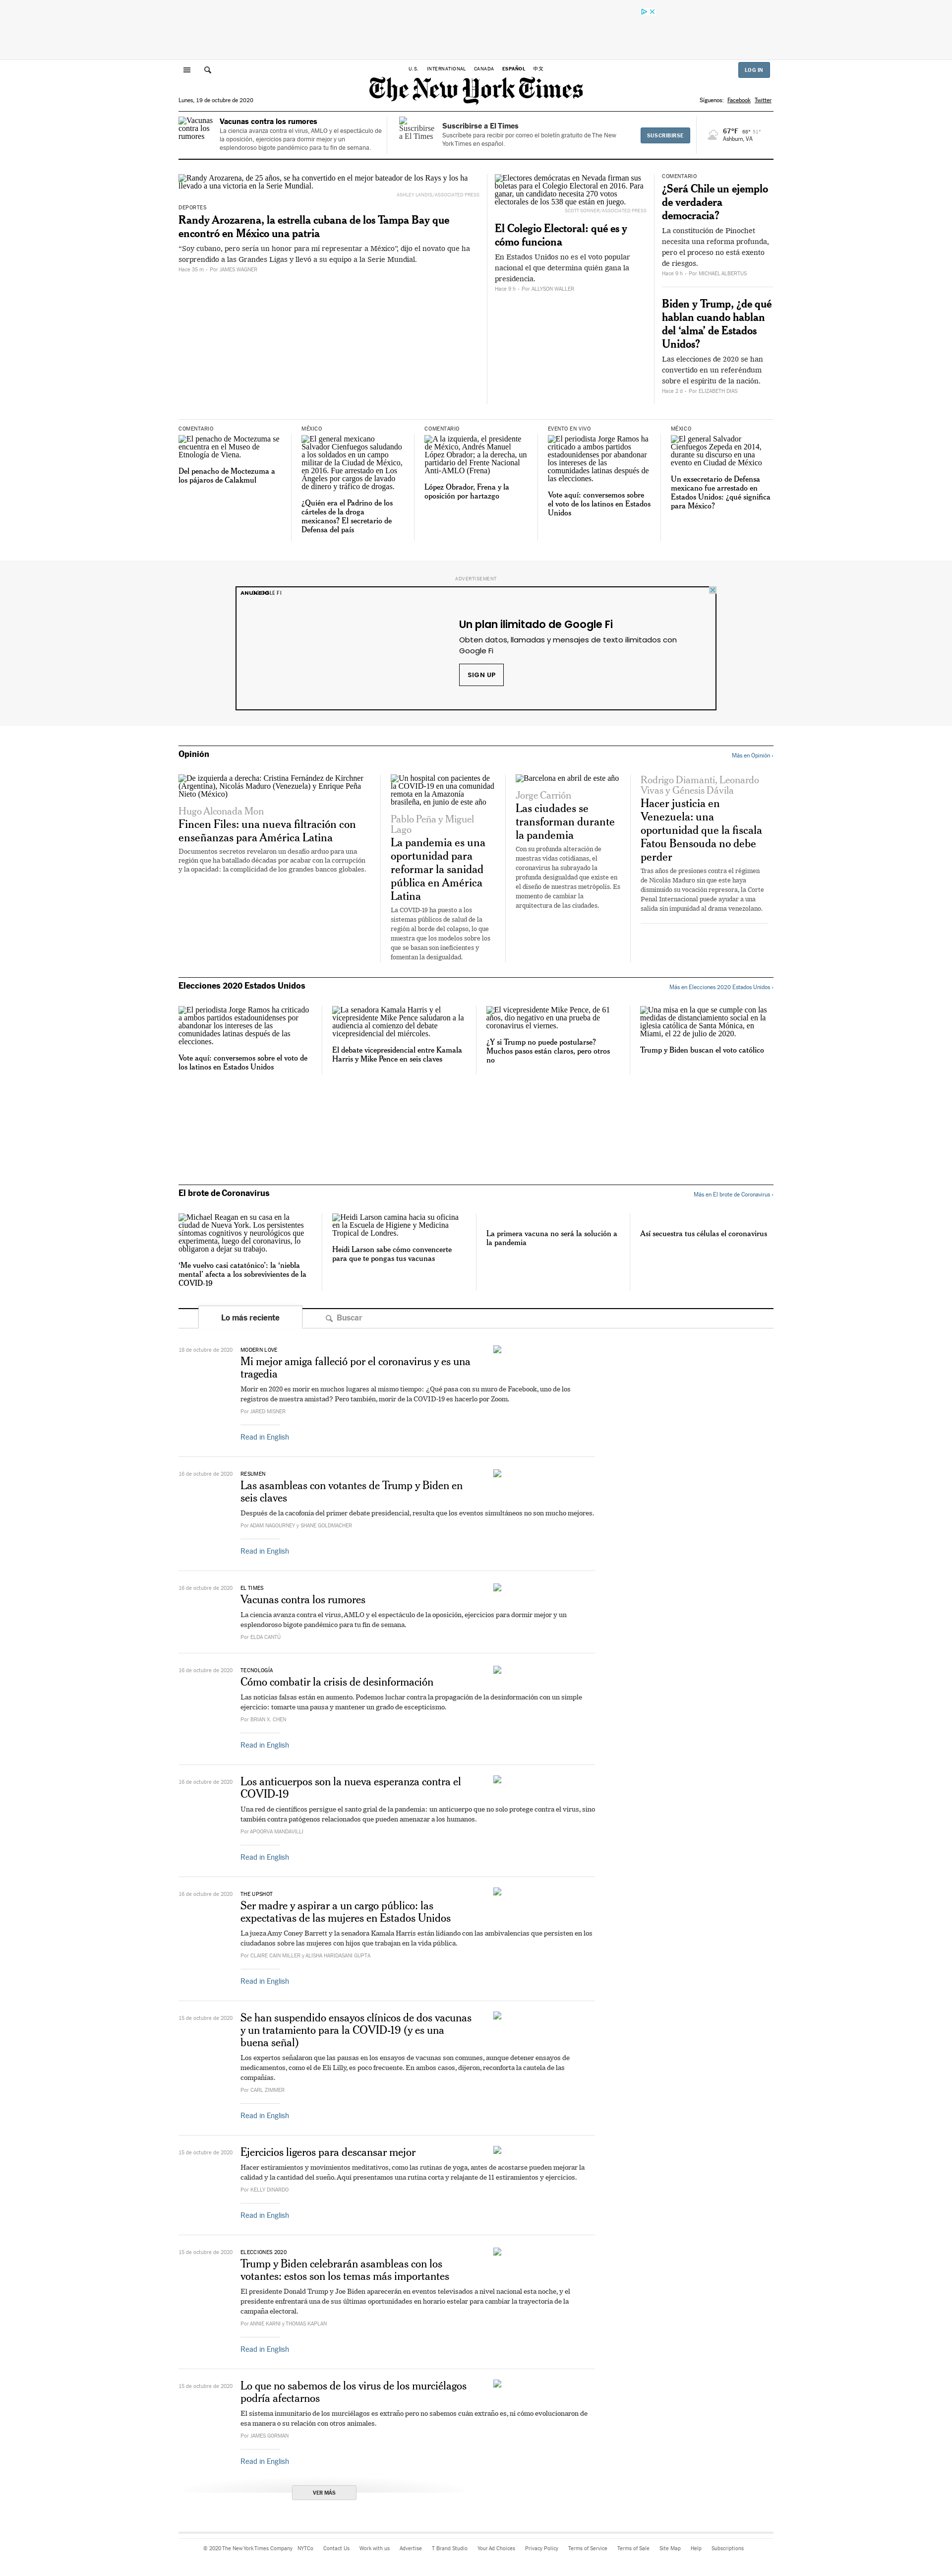 U.S. INTERNATIONAL CANADA ESPAÑOL 中文
LOG IN
The New York Times
Lunes, 19 de octubre de 2020
Síguenos: Facebook Twitter
Vacunas contra los rumores
Vacunas contra los rumores
La ciencia avanza contra el virus, AMLO y el espectáculo de
la oposición, ejercicios para dormir mejor y un
esplendoroso bigote pandémico para tu fin de semana.
Suscribirse a El Times
Suscribirse a El Times
Suscríbete para recibir por correo el boletín gratuito de The New
York Times en español.
SUSCRIBIRSE
67°F
Ashburn, VA
Randy Arozarena, de 25 años, se ha convertido en el mejor bateador de los Rays y los ha
llevado a una victoria en la Serie Mundial.
ASHLEY LANDIS/ASSOCIATED PRESS
DEPORTES
Randy Arozarena, la estrella cubana de los Tampa Bay que
encontró en México una patria
“Soy cubano, pero sería un honor para mí representar a México”, dijo el novato que ha
sorprendido a las Grandes Ligas y llevó a su equipo a la Serie Mundial.
Hace 35 m - Por JAMES WAGNER
Electores demócratas en Nevada firman sus
boletas para el Colegio Electoral de 2016. Para
ganar, un candidato necesita 270 votos
electorales de los 538 que están en juego.
SCOTT SONNER/ASSOCIATED PRESS
El Colegio Electoral: qué es y
cómo funciona
En Estados Unidos no es el voto popular
nacional el que determina quién gana la
presidencia.
Hace 9 h - Por ALLYSON WALLER
COMENTARIO
¿Será Chile un ejemplo
de verdadera
democracia?
La constitución de Pinochet
necesita una reforma profunda,
pero el proceso no está exento
de riesgos.
Hace 9 h - Por MICHAEL ALBERTUS
Biden y Trump, ¿de qué
hablan cuando hablan
del ‘alma’ de Estados
Unidos?
Las elecciones de 2020 se han
convertido en un referéndum
sobre el espíritu de la nación.
Hace 2 d - Por ELIZABETH DIAS
COMENTARIO
El penacho de Moctezuma se
encuentra en el Museo de
Etnología de Viena.
Del penacho de Moctezuma a
los pájaros de Calakmul
MÉXICO
El general mexicano
Salvador Cienfuegos saludando
a los soldados en un campo
militar de la Ciudad de México,
en 2016. Fue arrestado en Los
Ángeles por cargos de lavado
de dinero y tráfico de drogas.
¿Quién era el Padrino de los
cárteles de la droga
mexicanos? El secretario de
Defensa del país
COMENTARIO
A la izquierda, el presidente
de México, Andrés Manuel
López Obrador; a la derecha, un
partidario del Frente Nacional
Anti-AMLO (Frena)
López Obrador, Frena y la
oposición por hartazgo
EVENTO EN VIVO
El periodista Jorge Ramos ha
criticado a ambos partidos
estadounidenses por abandonar
los intereses de las
comunidades latinas después de
las elecciones.
Vote aquí: conversemos sobre
el voto de los latinos en Estados
Unidos
MÉXICO
El general Salvador
Cienfuegos Zepeda en 2014,
durante su discurso en una
evento en Ciudad de México
Un exsecretario de Defensa
mexicano fue arrestado en
Estados Unidos: ¿qué significa
para México?
ADVERTISEMENT
ANUNCIO
Un plan ilimitado de Google Fi
Obten datos, llamadas y mensajes de texto ilimitados con
Google Fi
SIGN UP
Opinión
Más en Opinión ›
De izquierda a derecha: Cristina Fernández de Kirchner
(Argentina), Nicolás Maduro (Venezuela) y Enrique Peña
Nieto (México)
Hugo Alconada Mon
Fincen Files: una nueva filtración con
enseñanzas para América Latina
Documentos secretos revelaron un desafío arduo para una
región que ha batallado décadas por acabar con la corrupción
y la opacidad: la complicidad de los grandes bancos globales.
Un hospital con pacientes de
la COVID-19 en una comunidad
remota en la Amazonía
brasileña, en junio de este año
Pablo Peña y Miguel
Lago
La pandemia es una
oportunidad para
reformar la sanidad
pública en América
Latina
La COVID-19 ha puesto a los
sistemas públicos de salud de la
región al borde del colapso, lo que
muestra que los modelos sobre los
que se basan son ineficientes y
fomentan la desigualdad.
Barcelona en abril de este año
Jorge Carrión
Las ciudades se
transforman durante
la pandemia
Con su profunda alteración de
nuestras vidas cotidianas, el
coronavirus ha subrayado la
profunda desigualdad que existe en
el diseño de nuestras metrópolis. Es
momento de cambiar la
arquitectura de las ciudades.
Rodrigo Diamanti, Leonardo
Vivas y Génesis Dávila
Hacer justicia en
Venezuela: una
oportunidad que la fiscala
Fatou Bensouda no debe
perder
Tras años de presiones contra el régimen
de Nicolás Maduro sin que este haya
disminuido su vocación represora, la Corte
Penal Internacional puede ayudar a una
salida sin impunidad al drama venezolano.
Elecciones 2020 Estados Unidos
Más en Elecciones 2020 Estados Unidos ›
El periodista Jorge Ramos ha criticado
a ambos partidos estadounidenses por
abandonar los intereses de las
comunidades latinas después de las
elecciones.
Vote aquí: conversemos sobre el voto de
los latinos en Estados Unidos
La senadora Kamala Harris y el
vicepresidente Mike Pence saludaron a la
audiencia al comienzo del debate
vicepresidencial del miércoles.
El debate vicepresidencial entre Kamala
Harris y Mike Pence en seis claves
El vicepresidente Mike Pence, de 61
años, dio negativo en una prueba de
coronavirus el viernes.
¿Y si Trump no puede postularse?
Muchos pasos están claros, pero otros
no
Una misa en la que se cumple con las
medidas de distanciamiento social en la
iglesia católica de Santa Mónica, en
Miami, el 22 de julio de 2020.
Trump y Biden buscan el voto católico
El brote de Coronavirus
Más en El brote de Coronavirus ›
Michael Reagan en su casa en la
ciudad de Nueva York. Los persistentes
síntomas cognitivos y neurológicos que
experimenta, luego del coronavirus, lo
obligaron a dejar su trabajo.
‘Me vuelvo casi catatónico’: la ‘niebla
mental’ afecta a los sobrevivientes de la
COVID-19
Heidi Larson camina hacia su oficina
en la Escuela de Higiene y Medicina
Tropical de Londres.
Heidi Larson sabe cómo convencerte
para que te pongas tus vacunas
La primera vacuna no será la solución a
la pandemia
Así secuestra tus células el coronavirus
Lo más reciente
Buscar
18 de octubre de 2020
MODERN LOVE
Mi mejor amiga falleció por el coronavirus y es una
tragedia
Morir en 2020 es morir en muchos lugares al mismo tiempo: ¿Qué pasa con su muro de Facebook, uno de los
registros de nuestra amistad? Pero también, morir de la COVID-19 es hacerlo por Zoom.
Por JARED MISNER
Read in English
16 de octubre de 2020
RESUMEN
Las asambleas con votantes de Trump y Biden en
seis claves
Después de la cacofonía del primer debate presidencial, resulta que los eventos simultáneos no son mucho mejores.
Por ADAM NAGOURNEY y SHANE GOLDMACHER
Read in English
16 de octubre de 2020
EL TIMES
Vacunas contra los rumores
La ciencia avanza contra el virus, AMLO y el espectáculo de la oposición, ejercicios para dormir mejor y un
esplendoroso bigote pandémico para tu fin de semana.
Por ELDA CANTÚ
16 de octubre de 2020
TECNOLOGÍA
Cómo combatir la crisis de desinformación
Las noticias falsas están en aumento. Podemos luchar contra la propagación de la desinformación con un simple
ejercicio: tomarte una pausa y mantener un grado de escepticismo.
Por BRIAN X. CHEN
Read in English
16 de octubre de 2020
Los anticuerpos son la nueva esperanza contra el
COVID-19
Una red de científicos persigue el santo grial de la pandemia: un anticuerpo que no solo protege contra el virus, sino
también contra patógenos relacionados que pueden amenazar a los humanos.
Por APOORVA MANDAVILLI
Read in English
16 de octubre de 2020
THE UPSHOT
Ser madre y aspirar a un cargo público: las
expectativas de las mujeres en Estados Unidos
La jueza Amy Coney Barrett y la senadora Kamala Harris están lidiando con las ambivalencias que persisten en los
ciudadanos sobre las mujeres con hijos que trabajan en la vida pública.
Por CLAIRE CAIN MILLER y ALISHA HARIDASANI GUPTA
Read in English
15 de octubre de 2020
Se han suspendido ensayos clínicos de dos vacunas
y un tratamiento para la COVID-19 (y es una
buena señal)
Los expertos señalaron que las pausas en los ensayos de vacunas son comunes, aunque detener ensayos de
medicamentos, como el de Eli Lilly, es poco frecuente. En ambos casos, dijeron, reconforta la cautela de las
compañías.
Por CARL ZIMMER
Read in English
15 de octubre de 2020
Ejercicios ligeros para descansar mejor
Hacer estiramientos y movimientos meditativos, como las rutinas de yoga, antes de acostarse pueden mejorar la
calidad y la cantidad del sueño. Aquí presentamos una rutina corta y relajante de 11 estiramientos y ejercicios.
Por KELLY DINARDO
Read in English
15 de octubre de 2020
ELECCIONES 2020
Trump y Biden celebrarán asambleas con los
votantes: estos son los temas más importantes
El presidente Donald Trump y Joe Biden aparecerán en eventos televisados a nivel nacional esta noche, y el
presidente enfrentará una de sus últimas oportunidades en horario estelar para cambiar la trayectoria de la
campaña electoral.
Por ANNIE KARNI y THOMAS KAPLAN
Read in English
15 de octubre de 2020
Lo que no sabemos de los virus de los murciélagos
podría afectarnos
El sistema inmunitario de los murciélagos es extraño pero no sabemos cuán extraño es, ni cómo evolucionaron de
esa manera o su relación con otros animales.
Por JAMES GORMAN
Read in English
VER MÁS
© 2020 The New York Times Company NYTCo Contact Us Work with us Advertise T Brand Studio Your Ad Choices Privacy Policy Terms of Service Terms of Sale Site Map Help Subscriptions